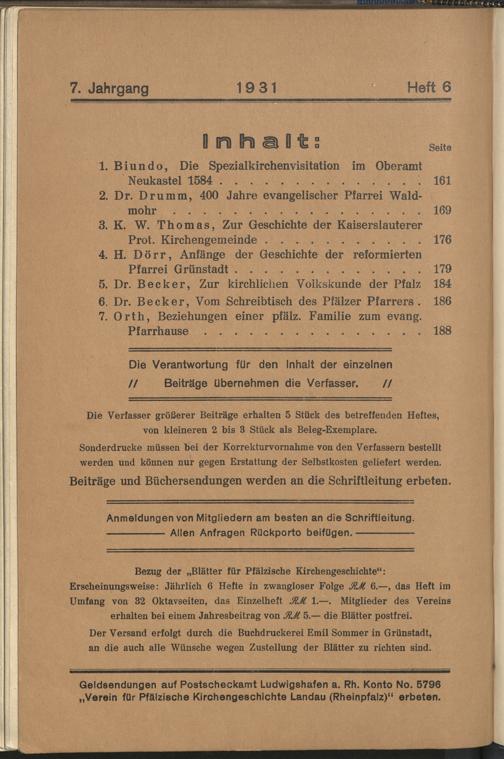 7. Jahrgang 1931 Heft 6
Inhalt:
Seite
1. Biundo, Die Spezialkirchenvisitation im Oberamt
Neukastel 1584 . . . . . . . . . . . . . . 161
2. Dr. Drumm, 400 Jahre evangelischer Pfarrei Wald-
mohr . . . . . . . . . . . . . . . . . 169
3. K. W. Thomas, Zur Geschichte der Kaiserslauterer
Prot. Kirchengemeinde . . . . . . . . . . . 176
4. H. Dörr, Anfänge der Geschichte der reformierten
Pfarrei Grünstadt . . . . . . . . . . . . . 179
5. Dr. Becker, Zur kirchlichen Volkskunde der Pfalz 184
6. Dr. Becker, Vom Schreibtisch des Pfälzer Pfarrers . 186
7. Orth, Beziehungen einer pfälz. Familie zum evang.
Pfarrhause . . . . . . . . . . . . . . . 188
Die Verantwortung für den Inhalt der einzelnen
// Beiträge übernehmen die Verfasser. //
Die Verfasser größerer Beiträge erhalten 5 Stück des betreffenden Heftes,
von kleineren 2 bis 3 Stück als Beleg-Exemplare.
Sonderdrucke müssen bei der Korrekturvornahme von den Verfassern bestellt
werden und können nur gegen Erstattung der Selbstkosten geliefert werden.
Beiträge und Büchersendungen werden an die Schriftleitung erbeten.
Anmeldungen von Mitgliedern am besten an die Schriftleitung.
Allen Anfragen Rückporto beifügen.
Bezug der „Blätter für Pfälzische Kirchengeschichte“:
Erscheinungsweise: Jährlich 6 Hefte in zwangloser Folge RM 6.—, das Heft im
Umfang von 32 Oktavseiten, das Einzelheft RM 1.—. Mitglieder des Vereins
erhalten bei einem Jahresbeitrag von RM 5.— die Blätter postfrei.
Der Versand erfolgt durch die Buchdruckerei Emil Sommer in Grünstadt,
an die auch alle Wünsche wegen Zustellung der Blätter zu richten sind.
Geldsendungen auf Postscheckamt Ludwigshafen a. Rh. Konto No. 5796
„Verein für Pfälzische Kirchengeschichte Landau (Rheinpfalz)“ erbeten.